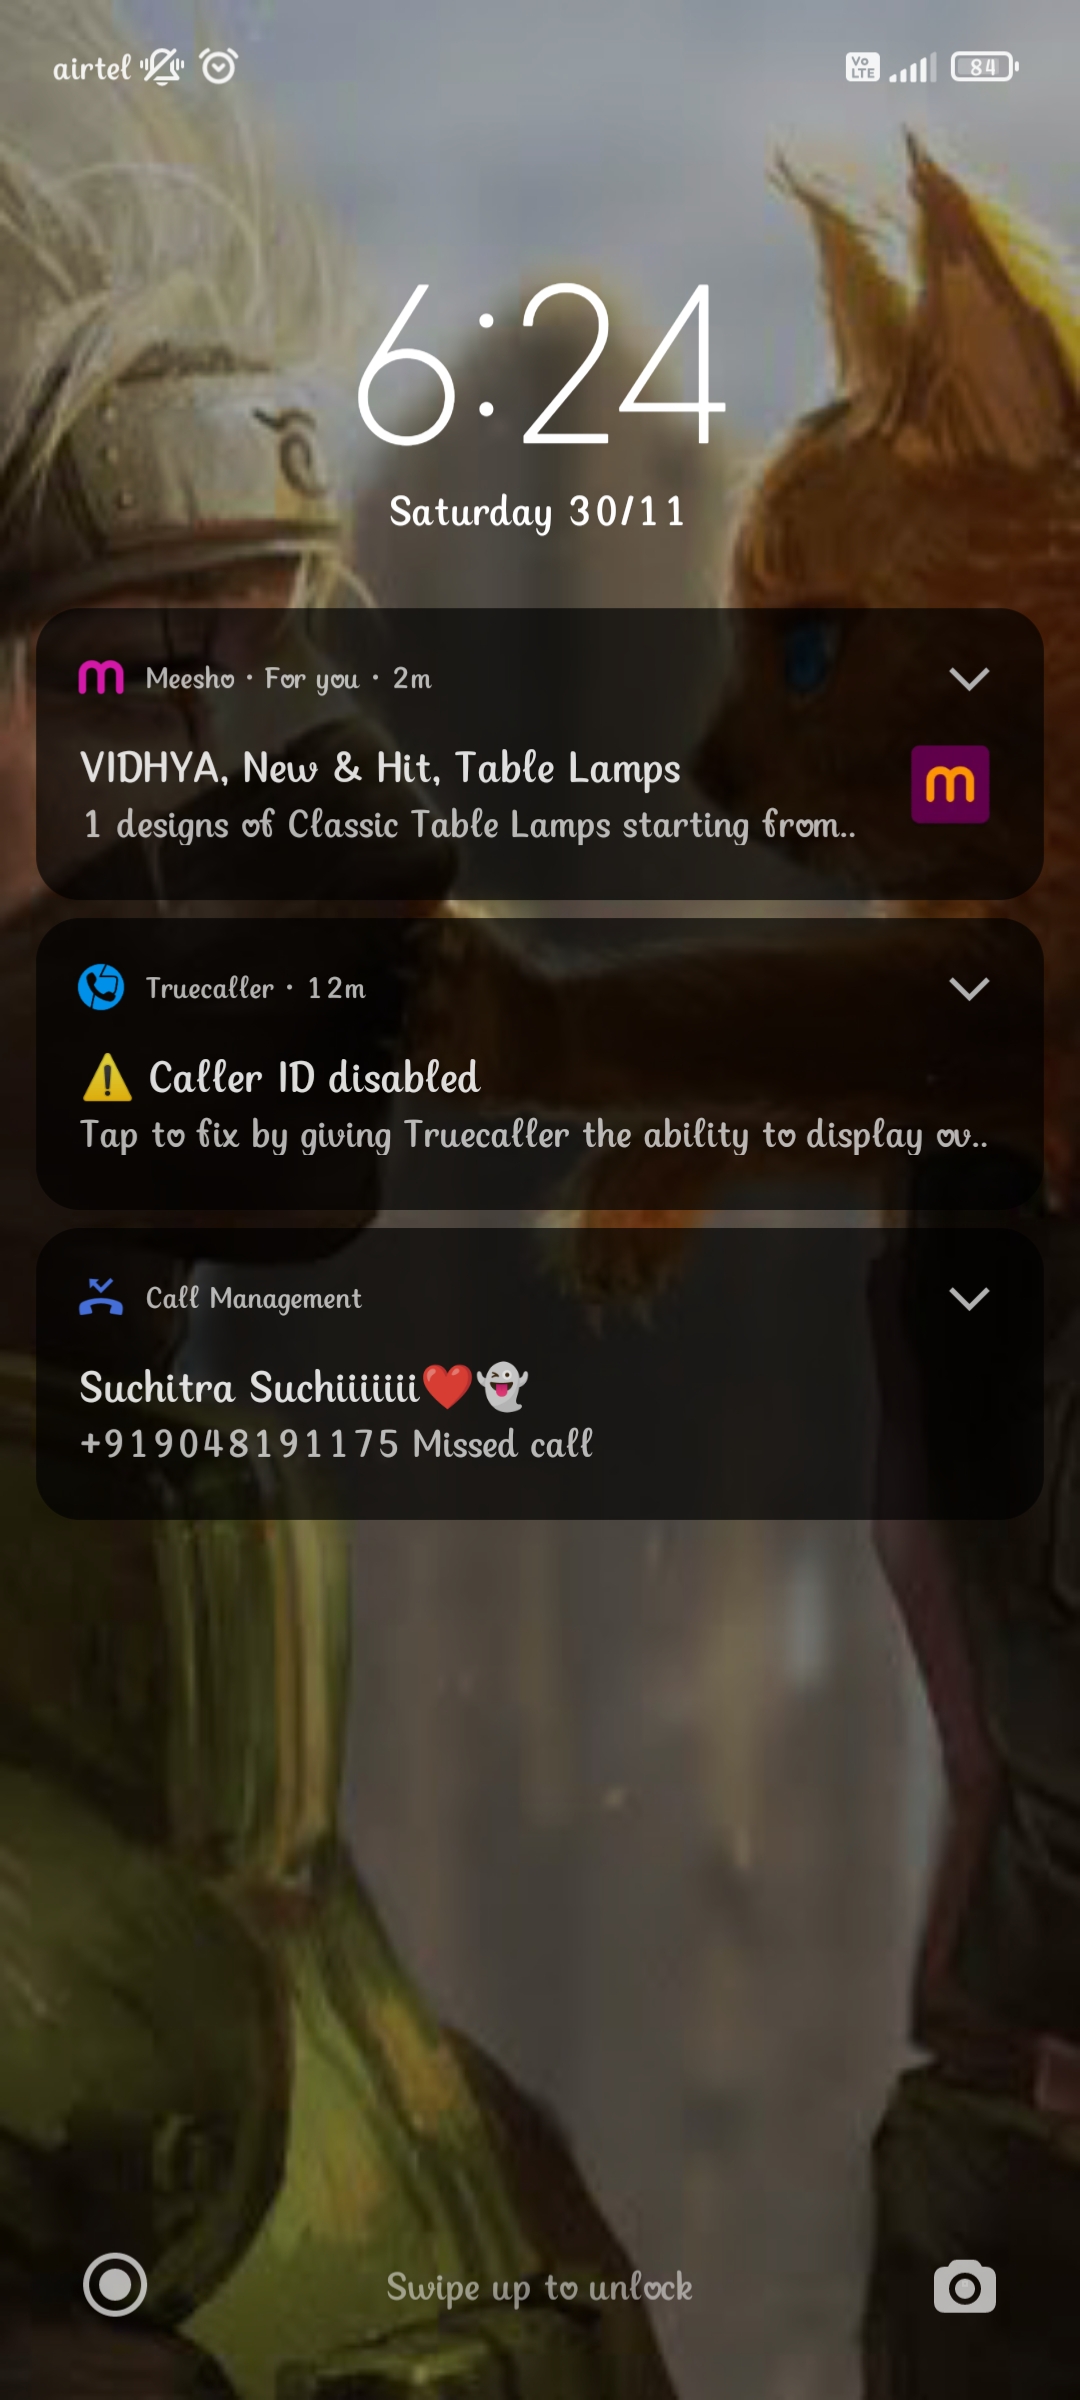 airtel
Vo LTE
84
6:24
Saturday 30/11
Meesho • For you • 2m
VIDHYA, New & Hit, Table Lamps
1 designs of Classic Table Lamps starting from..
Truecaller • 12m
⚠️ Caller ID disabled
Tap to fix by giving Truecaller the ability to display ov..
Call Management
Suchitra Suchiiiiiii❤️👻
+919048191175 Missed call
Swipe up to unlock